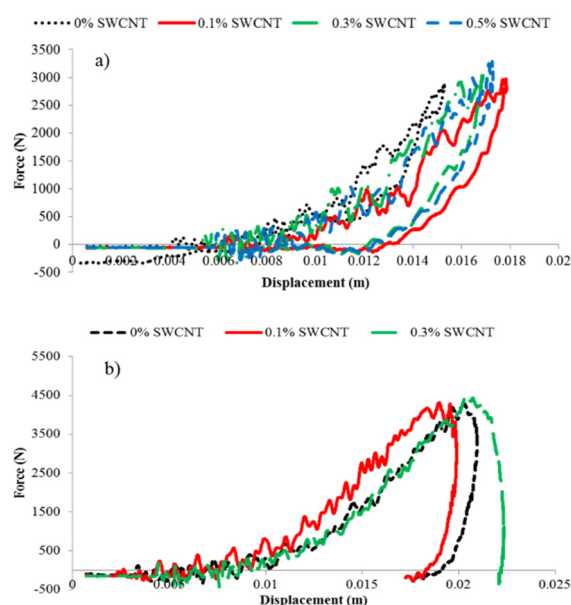 0% SWCNT 0.1% SWCNT 0.3% SWCNT 0.5% SWCNT
a)
3500
3000
2500
2000
1500
1000
500
0
-500
Force (N)
0 0.002 0.004 0.006 0.008 0.01 0.012 0.014 0.016 0.018 0.02
Displacement (m)
0% SWCNT 0.1% SWCNT 0.3% SWCNT
b)
5500
4500
3500
2500
1500
500
-500
Force (N)
0 0.005 0.01 0.015 0.02 0.025
Displacement (m)